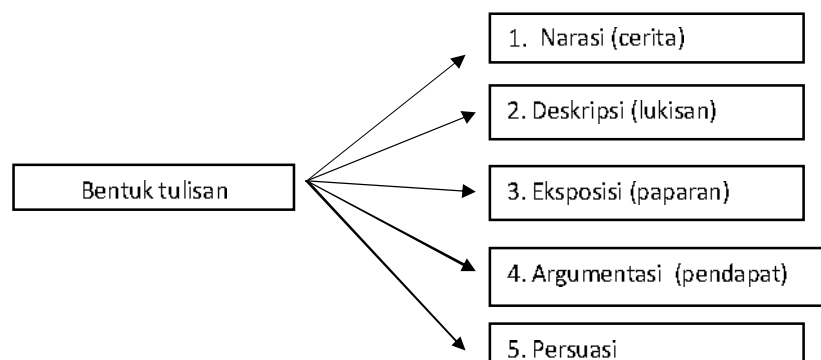 Bentuk tulisan
1. Narasi (cerita)
2. Deskripsi (lukisan)
3. Eksposisi (paparan)
4. Argumentasi (pendapat)
5. Persuasi